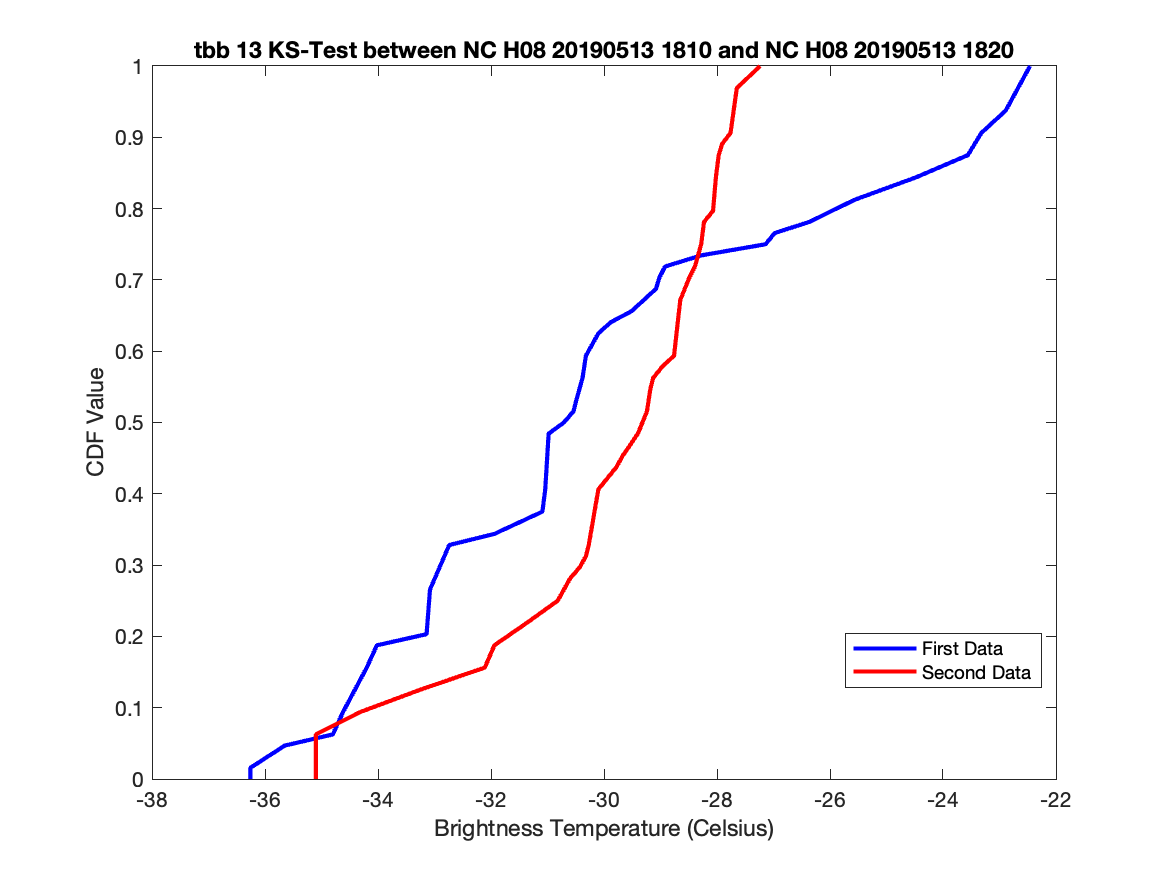 tbb 13 KS-Test between NC H08 20190513 1810 and NC H08 20190513 1820
1
0.9
0.8
0.7
0.6
0.5
0.4
0.3
0.2
0.1
0
CDF Value
First Data
Second Data
-38 -36 -34 -32 -30 -28 -26 -24 -22
Brightness Temperature (Celsius)